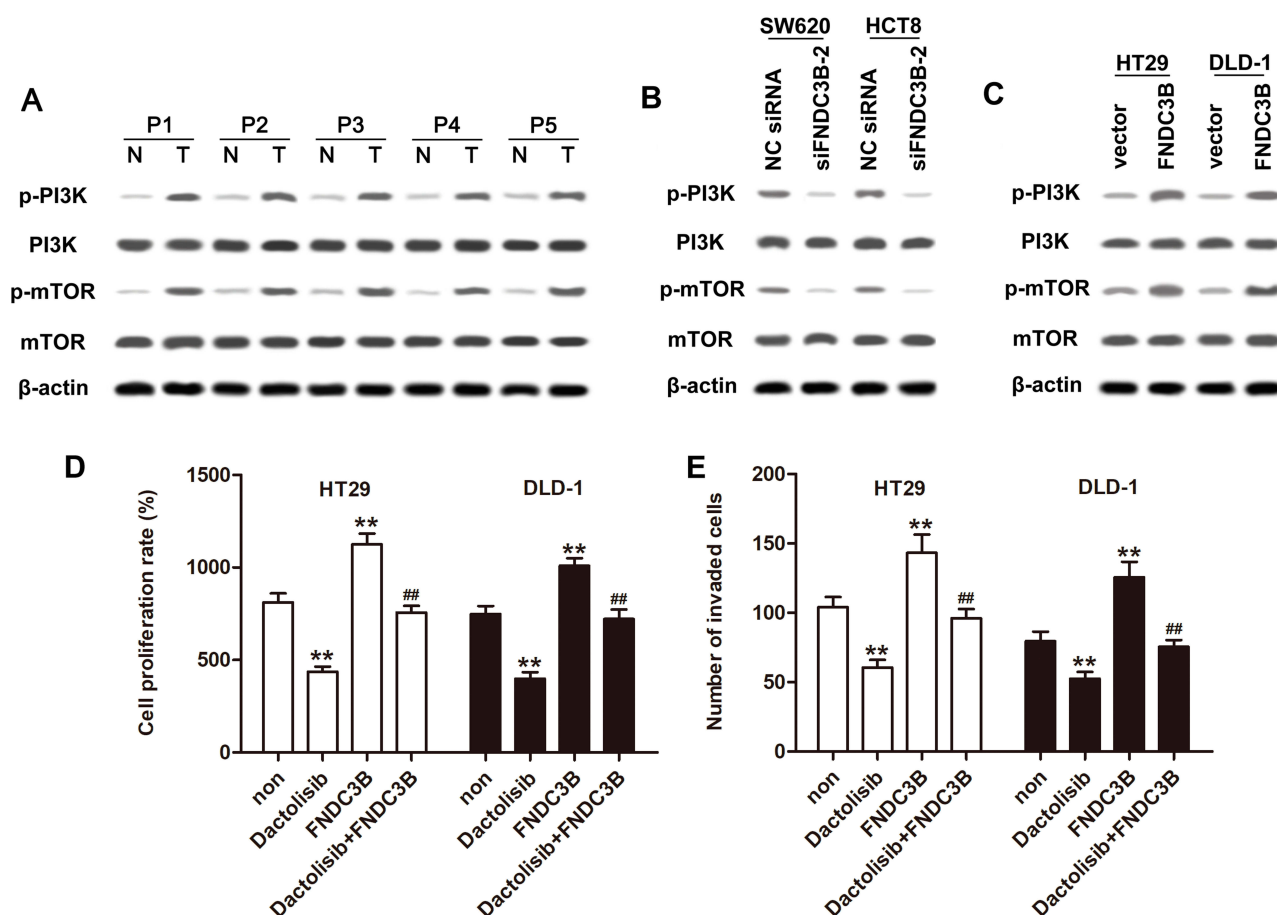 A
P1 P2 P3 P4 P5
N T N T N T N T N T
p-PI3K
PI3K
p-mTOR
mTOR
β-actin
B
SW620 HCT8
NC siRNA siFNDC3B-2 NC siRNA siFNDC3B-2
p-PI3K
PI3K
p-mTOR
mTOR
β-actin
C
HT29 DLD-1
vector FNDC3B vector FNDC3B
p-PI3K
PI3K
p-mTOR
mTOR
β-actin
D
Cell proliferation rate (%)
1500
1000
500
0
HT29 DLD-1
** ** ## ** ** ##
non Dactolisib FNDC3B Dactolisib+FNDC3B non Dactolisib FNDC3B Dactolisib+FNDC3B
E
Number of invaded cells
200
150
100
50
0
HT29 DLD-1
** ** ## ** ** ##
non Dactolisib FNDC3B Dactolisib+FNDC3B non Dactolisib FNDC3B Dactolisib+FNDC3B